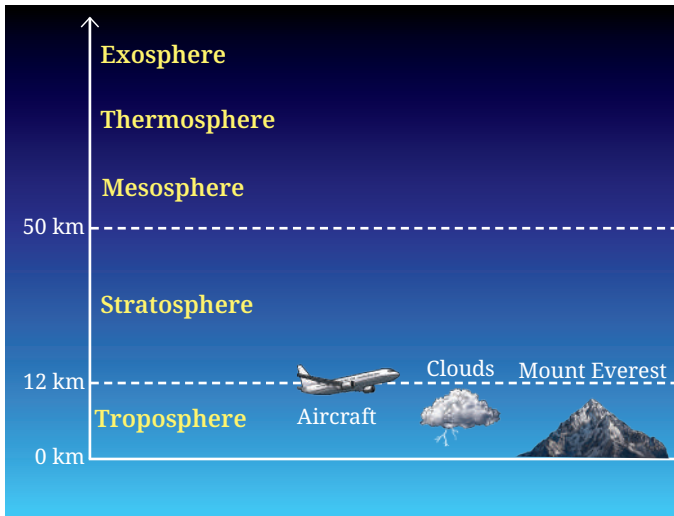 Exosphere
Thermosphere
Mesosphere
50 km
Stratosphere
Clouds
Mount Everest
12 km
Troposphere
Aircraft
0 km